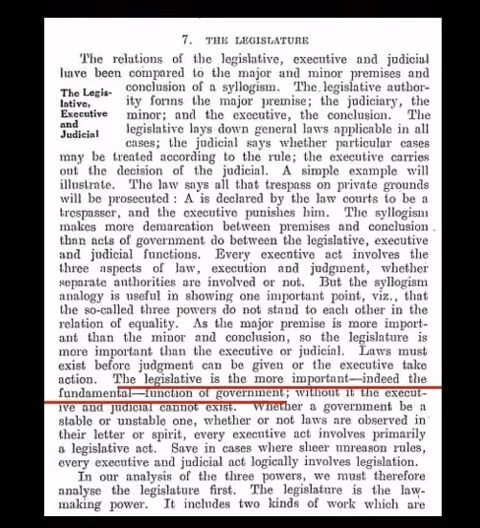 7. THE LEGISLATURE
The relations of the legislative, executive and judicial
have been compared to the major and minor premises and
The Legis-
lative,
Executive
and
Judicial
conclusion of a syllogism. The legislative author-
ity forms the major premise; the judiciary, the
minor; and the executive, the conclusion. The
legislative lays down general laws applicable in all
cases; the judicial says whether particular cases
may be treated according to the rule; the executive carries
out the decision of the judicial. A simple example will
illustrate. The law says all that trespass on private grounds
will be prosecuted : A is declared by the law courts to be a
trespasser, and the executive punishes him. The syllogism
makes more demarcation between premises and conclusion
than acts of government do between the legislative, executive
and judicial functions. Every executive act involves the
three aspects of law, execution and judgment, whether
separate authorities are involved or not. But the syllogism
analogy is useful in showing one important point, viz., that
the so-called three powers do not stand to each other in the
relation of equality. As the major premise is more import-
ant than the minor and conclusion, so the legislature is
more important than the executive or judicial. Laws must
exist before judgment can be given or the executive take
action. The legislative is the more important—indeed the
fundamental—function of government; without it the execut-
ive and judicial cannot exist. Whether a government be a
stable or unstable one, whether or not laws are observed in
their letter or spirit, every executive act involves primarily
a legislative act. Save in cases where sheer unreason rules,
every executive and judicial act logically involves legislation.
In our analysis of the three powers, we must therefore
analyse the legislature first. The legislature is the law-
making power. It includes two kinds of work which are